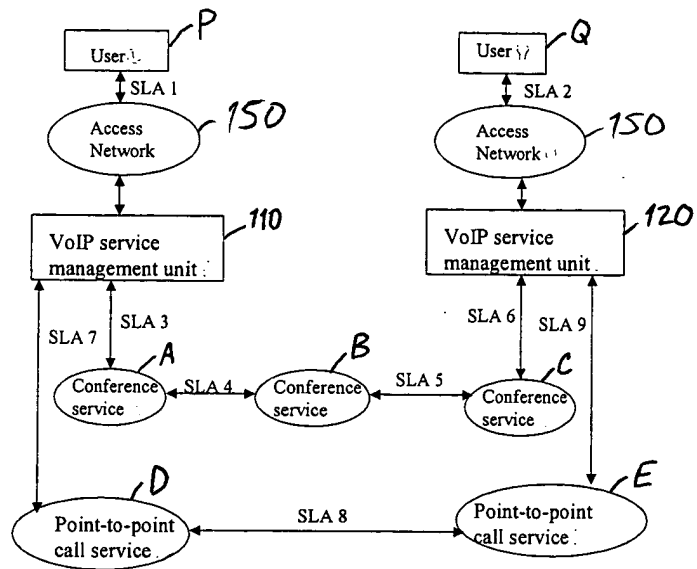 P
User
SLA 1
150
Access
Network
110
VoIP service
management unit
Q
User
SLA 2
150
Access
Network
120
VoIP service
management unit
SLA 7
SLA 3
SLA 6
SLA 9
A
Conference
service
SLA 4
B
Conference
service
SLA 5
C
Conference
service
D
Point-to-point
call service
SLA 8
E
Point-to-point
call service